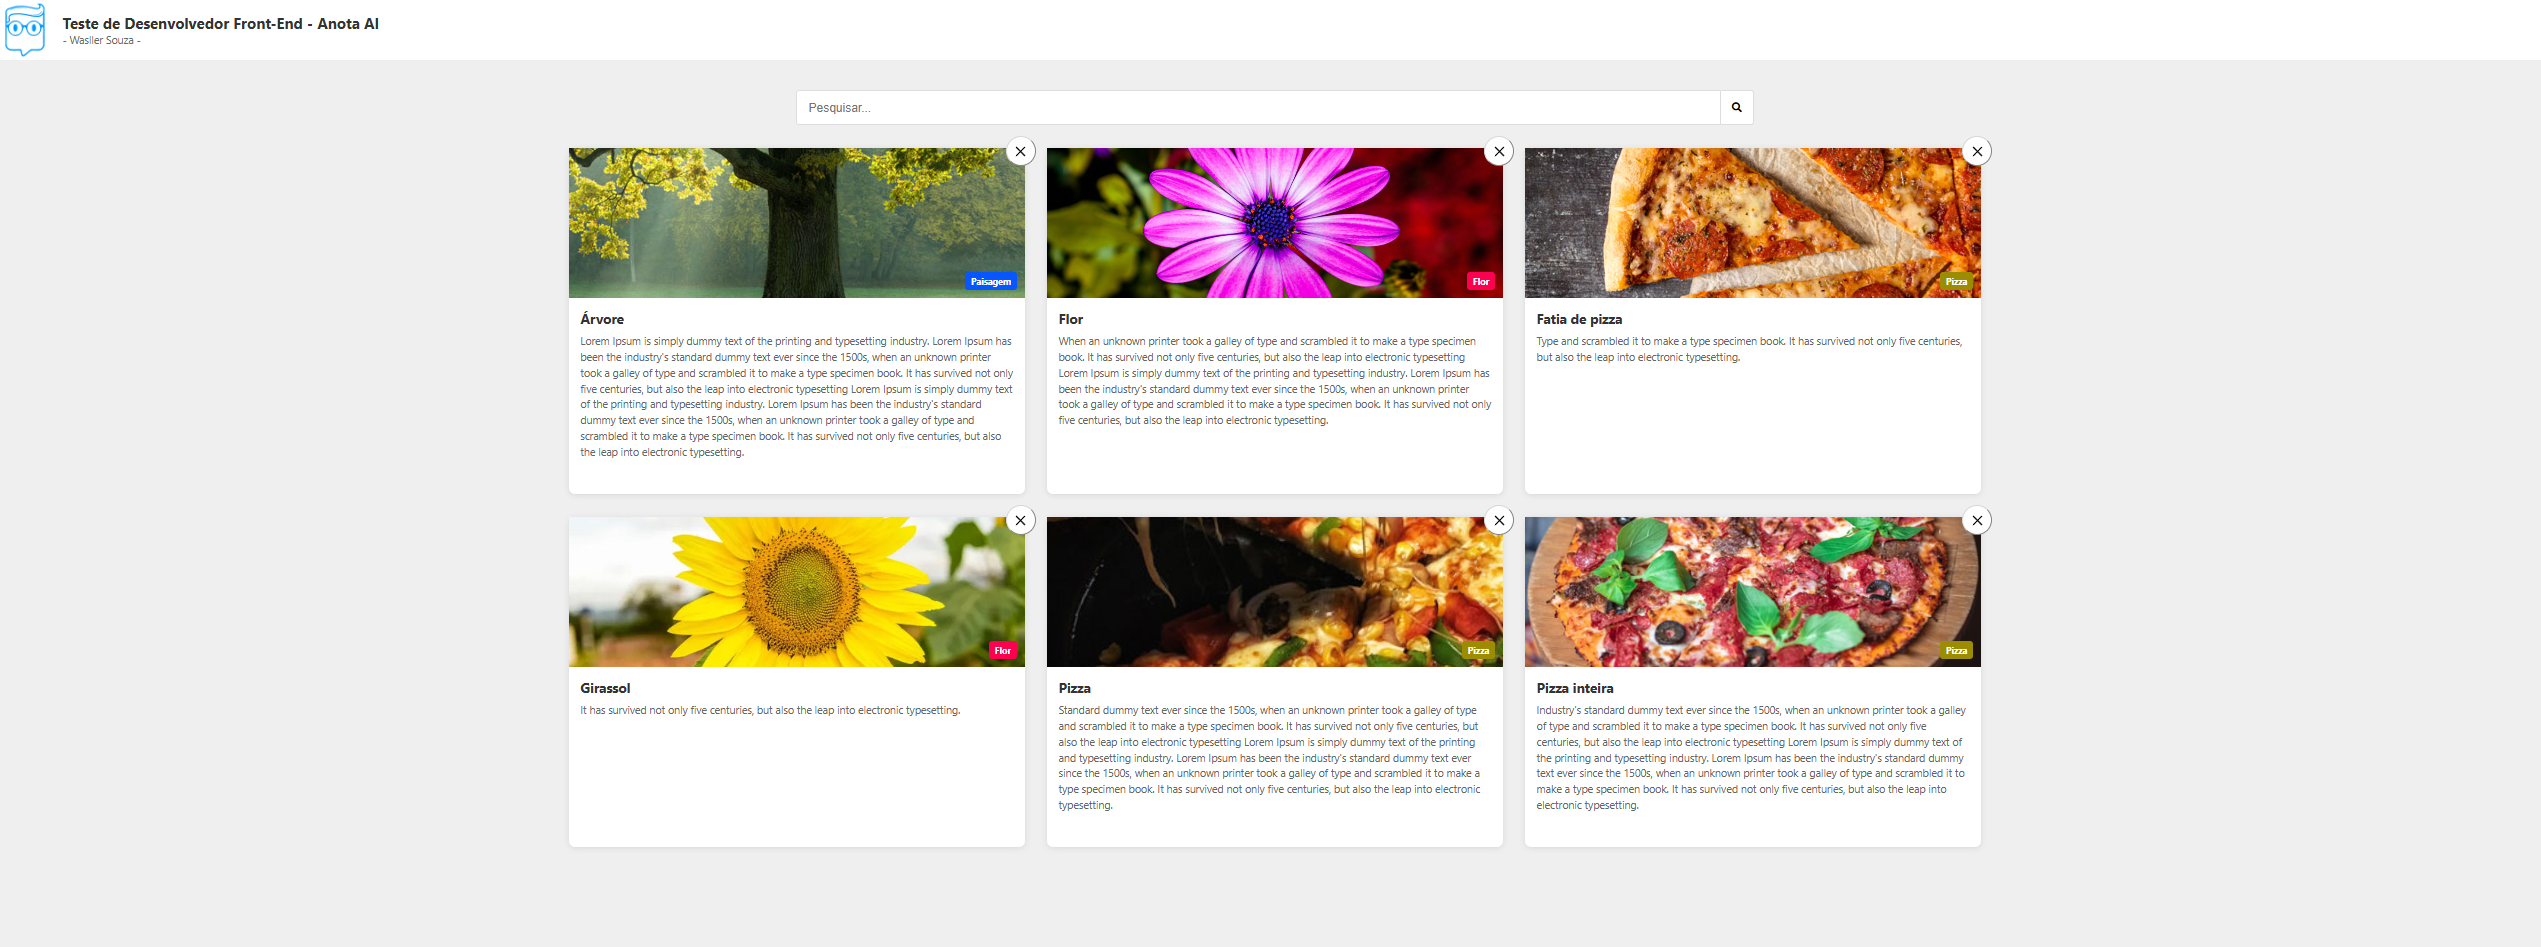 Teste de Desenvolvedor Front-End - Anota AI
- Wasller Souza -
Pesquisar...
Paisagem
Árvore
Lorem Ipsum is simply dummy text of the printing and typesetting industry. Lorem Ipsum has
been the industry's standard dummy text ever since the 1500s, when an unknown printer
took a galley of type and scrambled it to make a type specimen book. It has survived not only
five centuries, but also the leap into electronic typesetting Lorem Ipsum is simply dummy text
of the printing and typesetting industry. Lorem Ipsum has been the industry's standard
dummy text ever since the 1500s, when an unknown printer took a galley of type and
scrambled it to make a type specimen book. It has survived not only five centuries, but also
the leap into electronic typesetting.
Flor
Flor
When an unknown printer took a galley of type and scrambled it to make a type specimen
book. It has survived not only five centuries, but also the leap into electronic typesetting
Lorem Ipsum is simply dummy text of the printing and typesetting industry. Lorem Ipsum has
been the industry's standard dummy text ever since the 1500s, when an unknown printer
took a galley of type and scrambled it to make a type specimen book. It has survived not only
five centuries, but also the leap into electronic typesetting.
Pizza
Fatia de pizza
Type and scrambled it to make a type specimen book. It has survived not only five centuries,
but also the leap into electronic typesetting.
Flor
Girassol
It has survived not only five centuries, but also the leap into electronic typesetting.
Pizza
Pizza
Standard dummy text ever since the 1500s, when an unknown printer took a galley of type
and scrambled it to make a type specimen book. It has survived not only five centuries, but
also the leap into electronic typesetting Lorem Ipsum is simply dummy text of the printing
and typesetting industry. Lorem Ipsum has been the industry's standard dummy text ever
since the 1500s, when an unknown printer took a galley of type and scrambled it to make a
type specimen book. It has survived not only five centuries, but also the leap into electronic
typesetting.
Pizza
Pizza inteira
Industry's standard dummy text ever since the 1500s, when an unknown printer took a galley
of type and scrambled it to make a type specimen book. It has survived not only five
centuries, but also the leap into electronic typesetting Lorem Ipsum is simply dummy text of
the printing and typesetting industry. Lorem Ipsum has been the industry's standard dummy
text ever since the 1500s, when an unknown printer took a galley of type and scrambled it to
make a type specimen book. It has survived not only five centuries, but also the leap into
electronic typesetting.